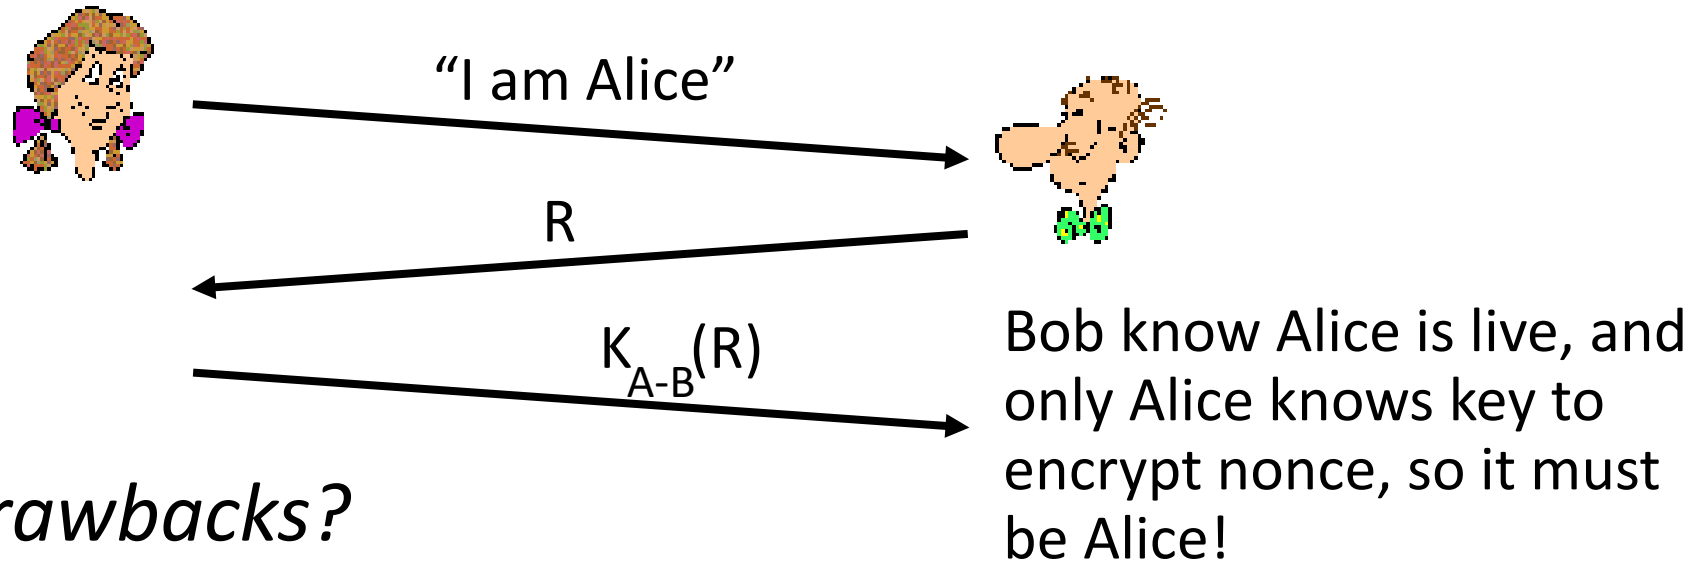 “I am Alice”
R
K A-B (R)
Bob know Alice is live, and
only Alice knows key to
encrypt nonce, so it must
be Alice!
rawbacks?